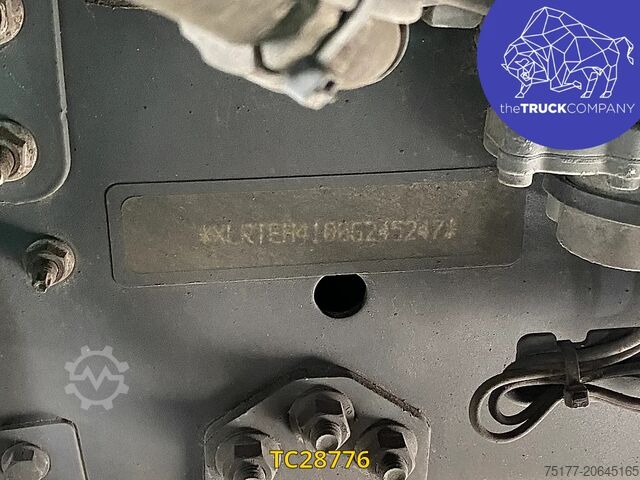 theTRUCKCOMPANY
*XLRTEH4100G245247*
TC28776
75177-20645165